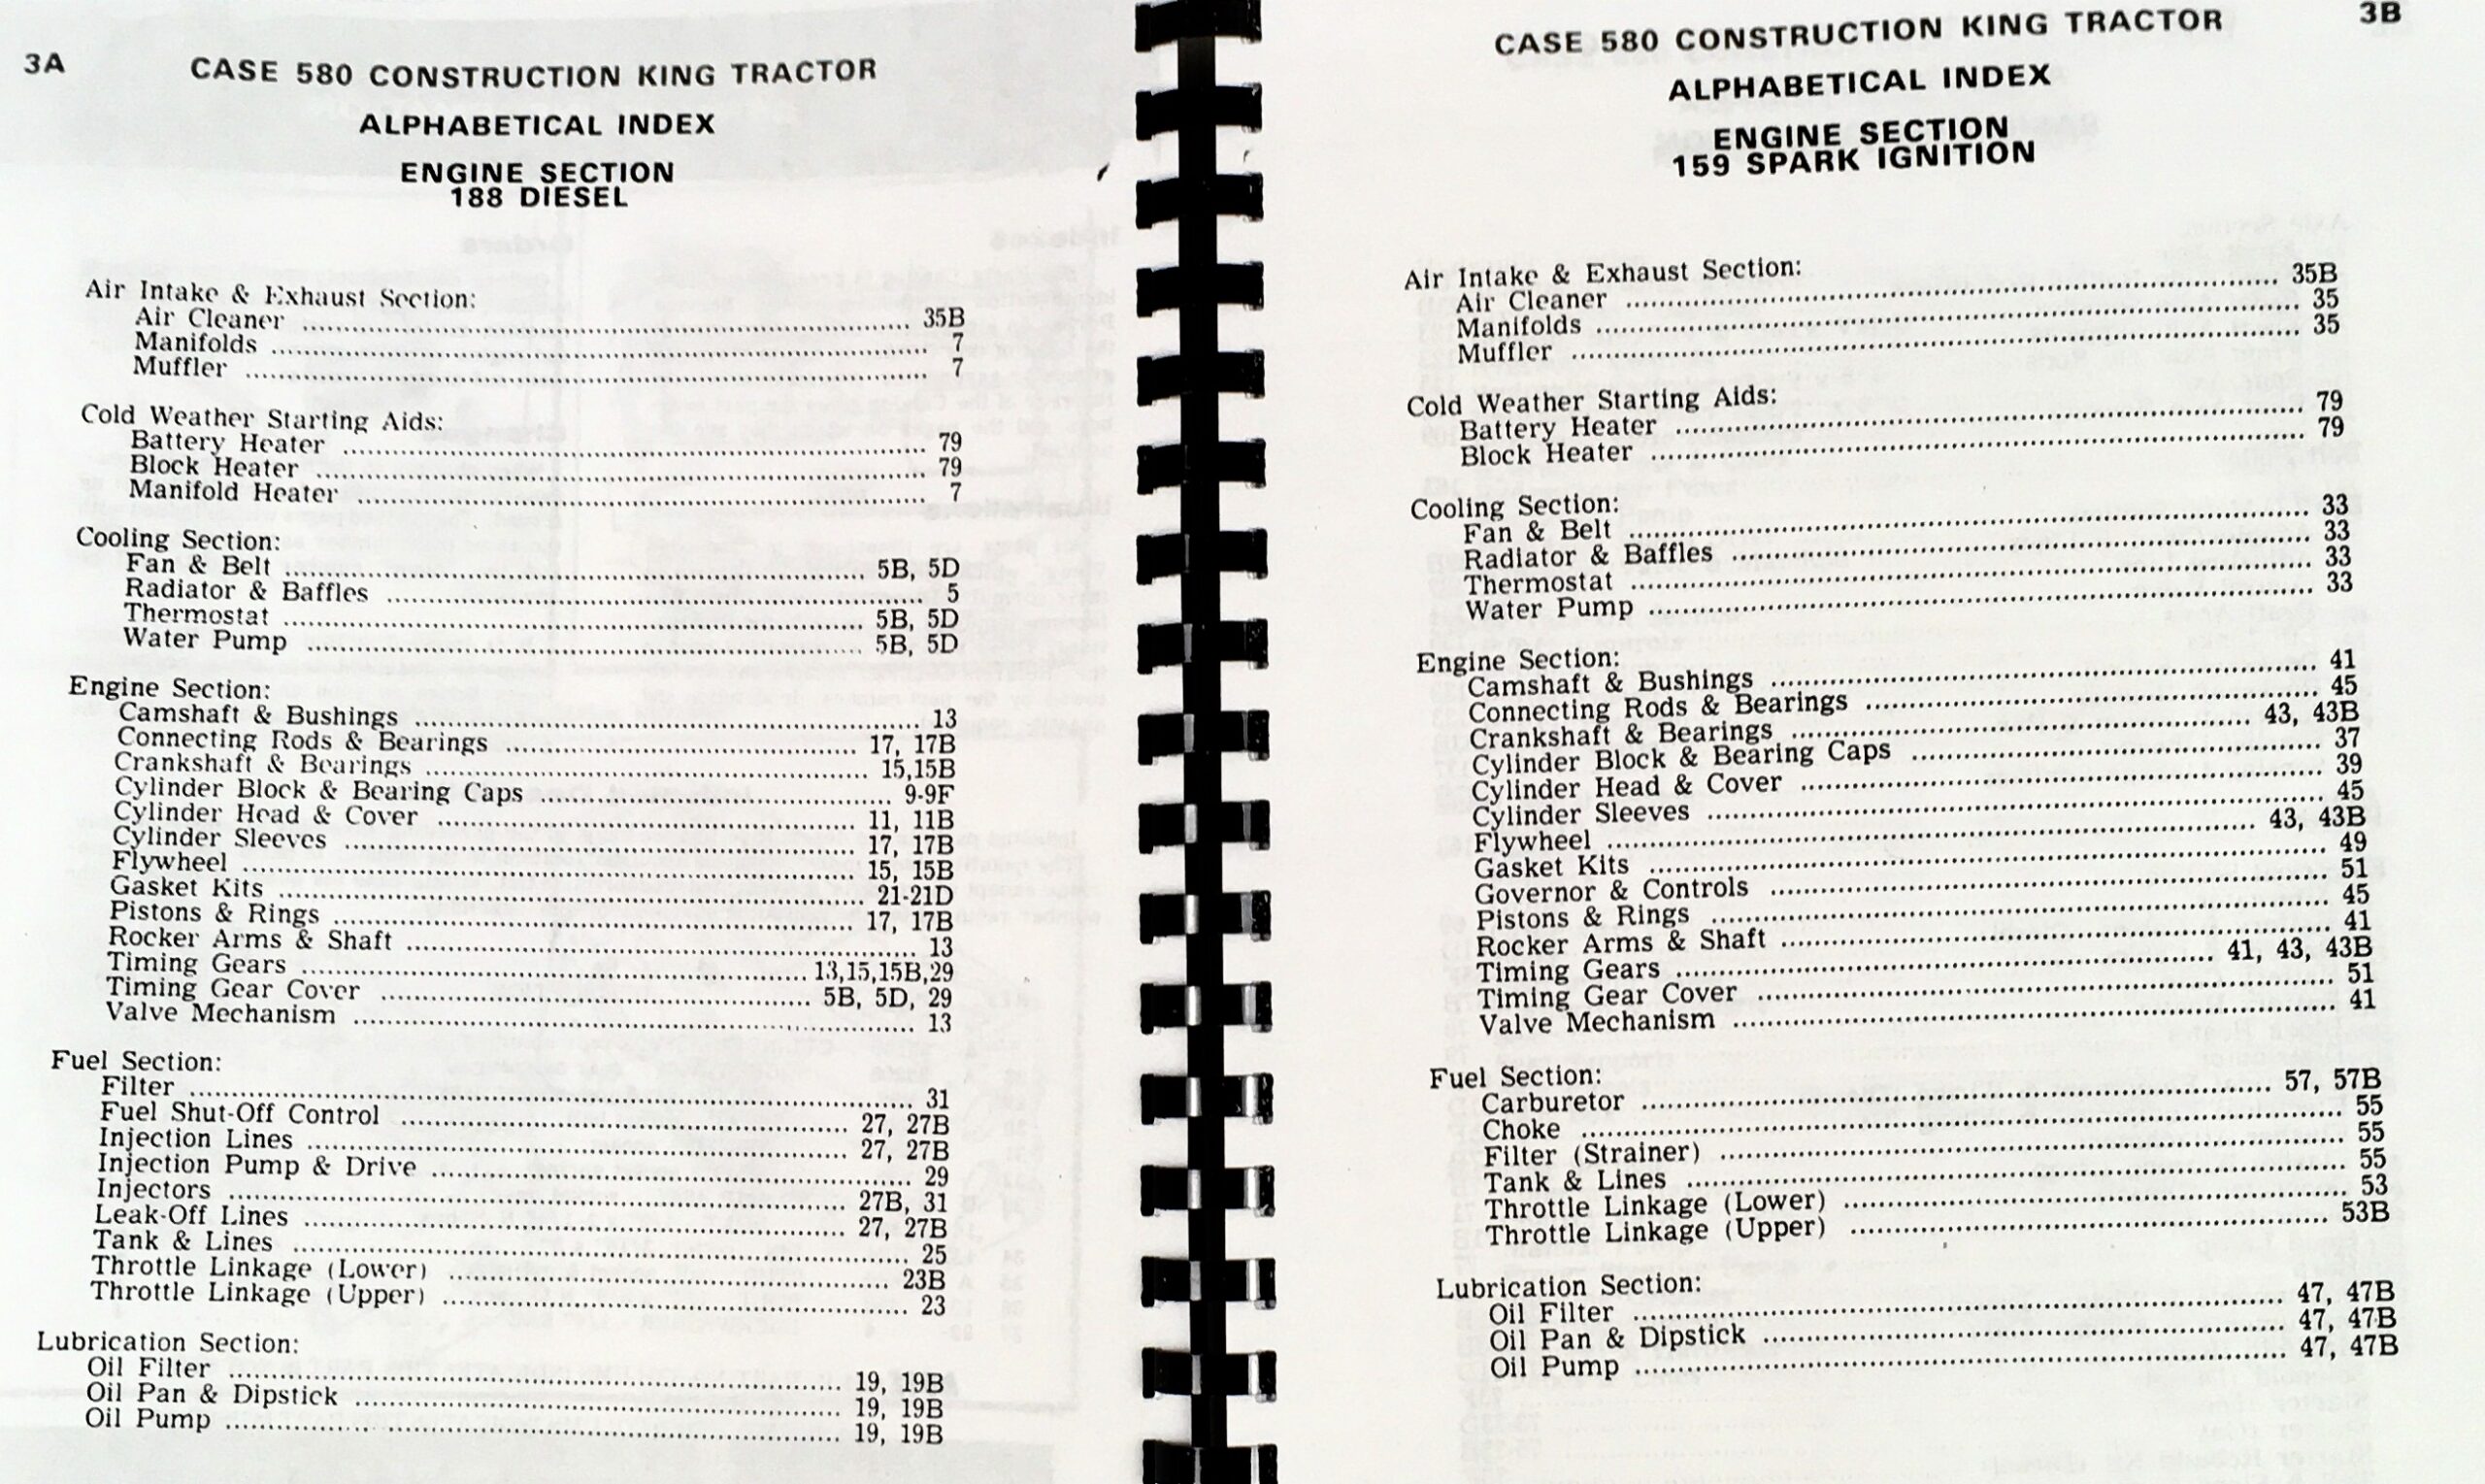 3A
CASE 580 CONSTRUCTION KING TRACTOR
ALPHABETICAL INDEX
ENGINE SECTION
188 DIESEL
Air Intake & Exhaust Section:
Air Cleaner ........ 35B
Manifolds ........ 7
Muffler ........ 7
Cold Weather Starting Aids:
Battery Heater ........ 79
Block Heater ........ 79
Manifold Heater ........ 7
Cooling Section:
Fan & Belt ........ 5B, 5D
Radiator & Baffles ........ 5
Thermostat ........ 5B, 5D
Water Pump ........ 5B, 5D
Engine Section:
Camshaft & Bushings ........ 13
Connecting Rods & Bearings ........ 17, 17B
Crankshaft & Bearings ........ 15,15B
Cylinder Block & Bearing Caps ........ 9-9F
Cylinder Head & Cover ........ 11, 11B
Cylinder Sleeves ........ 17, 17B
Flywheel ........ 15, 15B
Gasket Kits ........ 21-21D
Pistons & Rings ........ 17, 17B
Rocker Arms & Shaft ........ 13
Timing Gears ........ 13,15,15B,29
Timing Gear Cover ........ 5B, 5D, 29
Valve Mechanism ........ 13
Fuel Section:
Filter ........ 31
Fuel Shut-Off Control ........ 27, 27B
Injection Lines ........ 27, 27B
Injection Pump & Drive ........ 29
Injectors ........ 27B, 31
Leak-Off Lines ........ 27, 27B
Tank & Lines ........ 25
Throttle Linkage (Lower) ........ 23B
Throttle Linkage (Upper) ........ 23
Lubrication Section:
Oil Filter ........ 19, 19B
Oil Pan & Dipstick ........ 19, 19B
Oil Pump ........ 19, 19B
3B
CASE 580 CONSTRUCTION KING TRACTOR
ALPHABETICAL INDEX
ENGINE SECTION
159 SPARK IGNITION
Air Intake & Exhaust Section:
Air Cleaner ........ 35B
Manifolds ........ 35
Muffler ........ 35
Cold Weather Starting Aids:
Battery Heater ........ 79
Block Heater ........ 79
Cooling Section:
Fan & Belt ........ 33
Radiator & Baffles ........ 33
Thermostat ........ 33
Water Pump ........ 33
Engine Section:
Camshaft & Bushings ........ 41
Connecting Rods & Bearings ........ 45
Crankshaft & Bearings ........ 43, 43B
Cylinder Block & Bearing Caps ........ 37
Cylinder Head & Cover ........ 39
Cylinder Sleeves ........ 45
Flywheel ........ 43, 43B
Gasket Kits ........ 49
Governor & Controls ........ 51
Pistons & Rings ........ 45
Rocker Arms & Shaft ........ 41
Timing Gears ........ 41, 43, 43B
Timing Gear Cover ........ 51
Valve Mechanism ........ 41
Fuel Section:
Carburetor ........ 57, 57B
Choke ........ 55
Filter (Strainer) ........ 55
Tank & Lines ........ 55
Throttle Linkage (Lower) ........ 53
Throttle Linkage (Upper) ........ 53B
Lubrication Section:
Oil Filter ........ 47, 47B
Oil Pan & Dipstick ........ 47, 47B
Oil Pump ........ 47, 47B